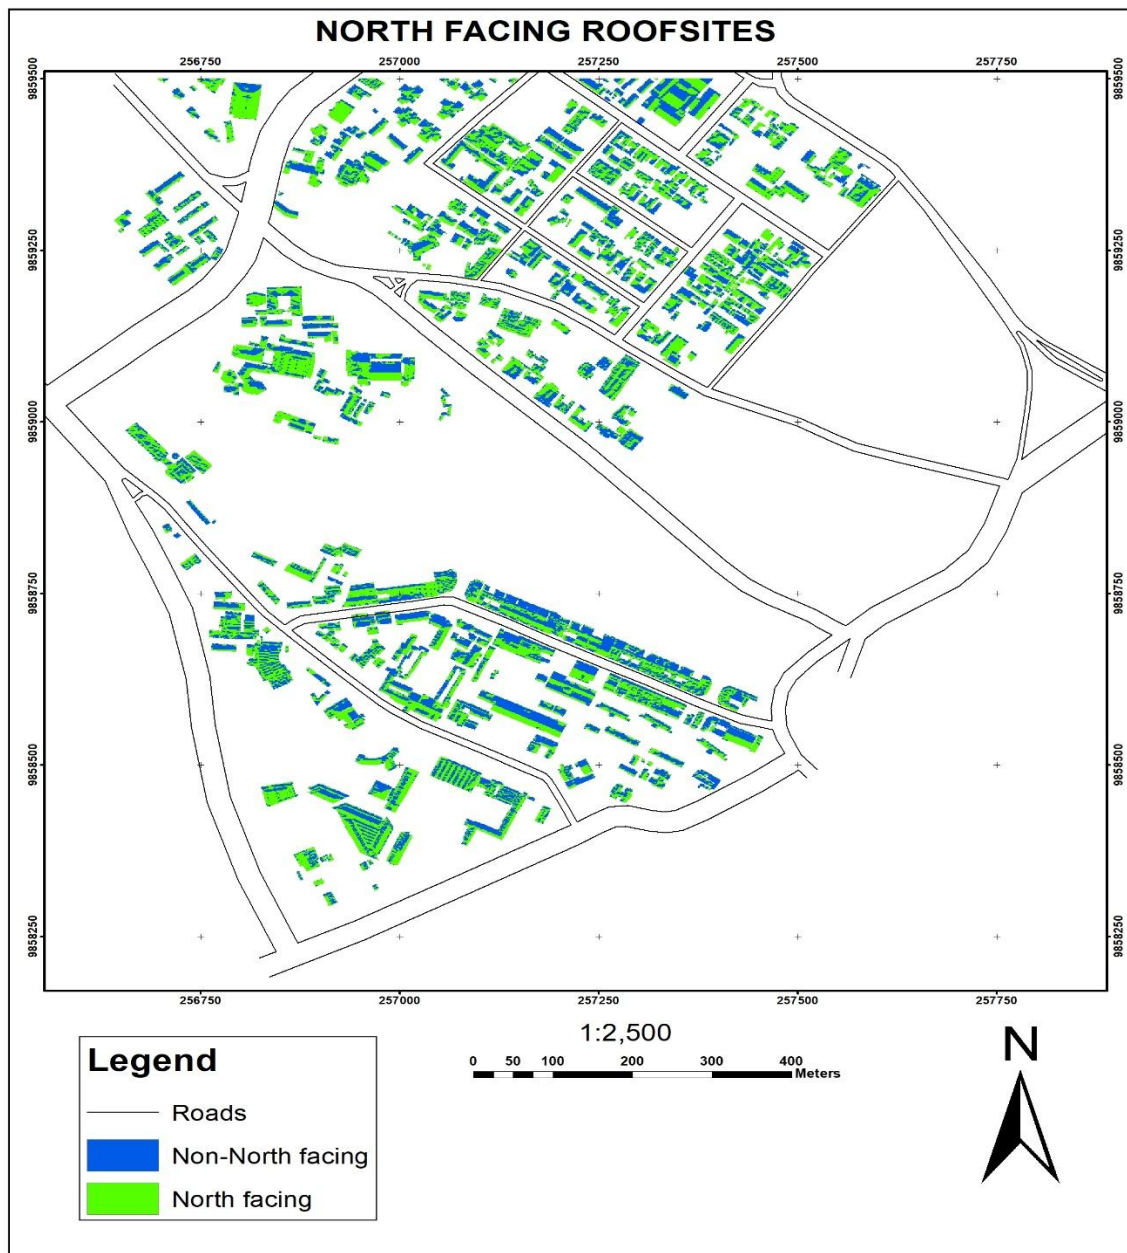 NORTH FACING ROOFSITES
256750 257000 257250 257500 257750
9859500 9859500
9859250 9859250
9859000 9859000
9858750 9858750
9858500 9858500
9858250 9858250
256750 257000 257250 257500 257750
1:2,500
0 50 100 200 300 400
Meters
N
Legend
Roads
Non-North facing
North facing